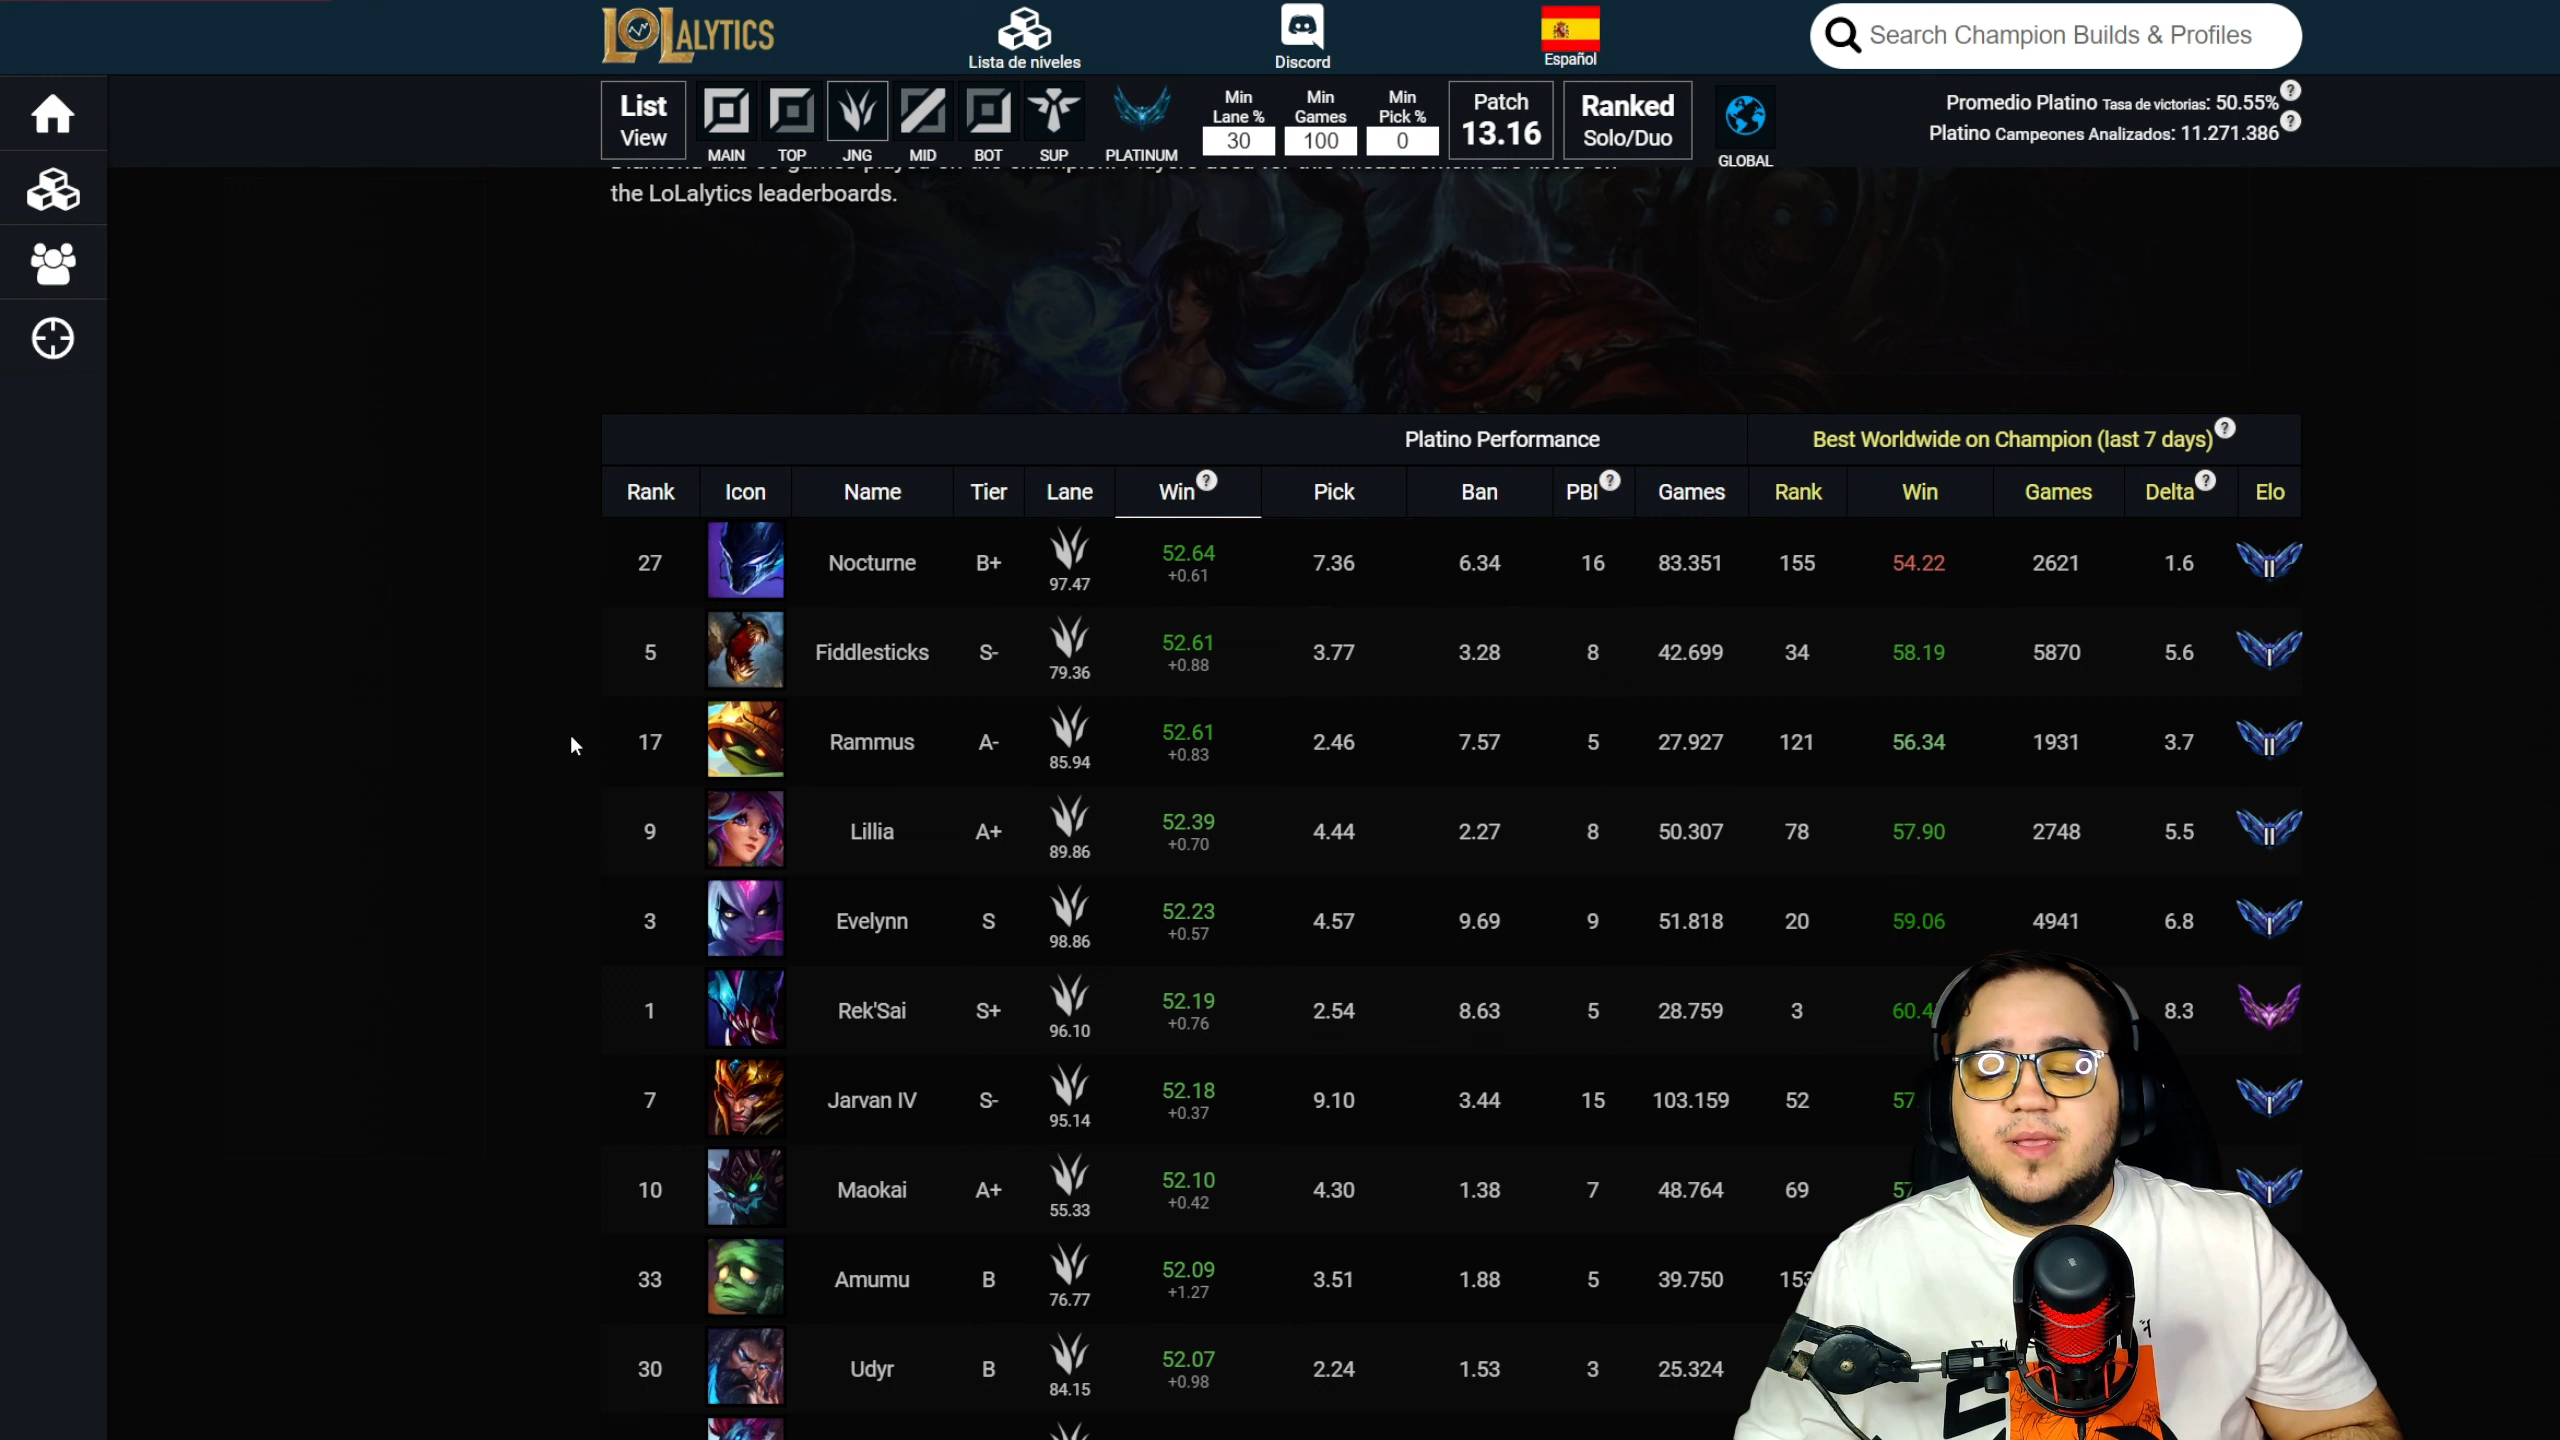 LOLALYTICS
Lista de niveles
Discord
Español
Search Champion Builds & Profiles
List
View
MAIN
TOP
JNG
MID
BOT
SUP
PLATINUM
Min
Lane %
30
Min
Games
100
Min
Pick %
0
Patch
13.16
Ranked
Solo/Duo
GLOBAL
Promedio Platino Tasa de victorias: 50.55% ?
Platino Campeones Analizados: 11.271.386 ?
the LoLalytics leaderboards.
Platino Performance
Best Worldwide on Champion (last 7 days) ?
Rank Icon Name Tier Lane Win ? Pick Ban PBI ? Games Rank Win Games Delta ? Elo
27 Nocturne B+ 97.47 52.64 +0.61 7.36 6.34 16 83.351 155 54.22 2621 1.6 II
5 Fiddlesticks S- 79.36 52.61 +0.88 3.77 3.28 8 42.699 34 58.19 5870 5.6 I
17 Rammus A- 85.94 52.61 +0.83 2.46 7.57 5 27.927 121 56.34 1931 3.7 II
9 Lillia A+ 89.86 52.39 +0.70 4.44 2.27 8 50.307 78 57.90 2748 5.5 II
3 Evelynn S 98.86 52.23 +0.57 4.57 9.69 9 51.818 20 59.06 4941 6.8 I
1 Rek'Sai S+ 96.10 52.19 +0.76 2.54 8.63 5 28.759 3 60.4 8.3
7 Jarvan IV S- 95.14 52.18 +0.37 9.10 3.44 15 103.159 52 57. I
10 Maokai A+ 55.33 52.10 +0.42 4.30 1.38 7 48.764 69 57 I
33 Amumu B 76.77 52.09 +1.27 3.51 1.88 5 39.750 153
30 Udyr B 84.15 52.07 +0.98 2.24 1.53 3 25.324